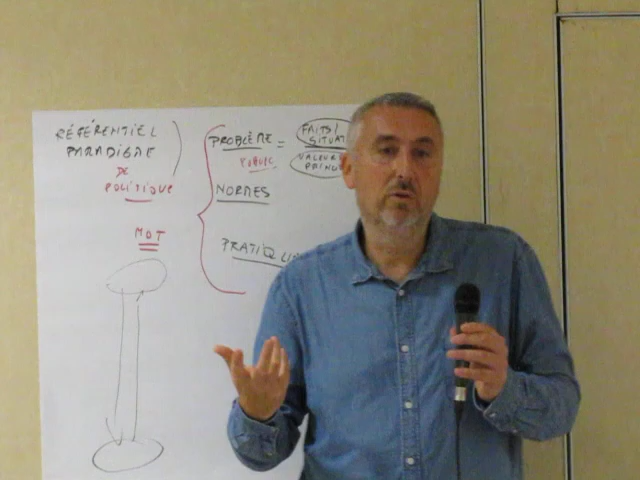 RÉFÉRENTIEL
PARADIGME
DE
POLITIQUE
MOT
PROBLÈME =
PUBLIC
FAITS/
SITUAT
VALEUR
NORMES
PRATIQU